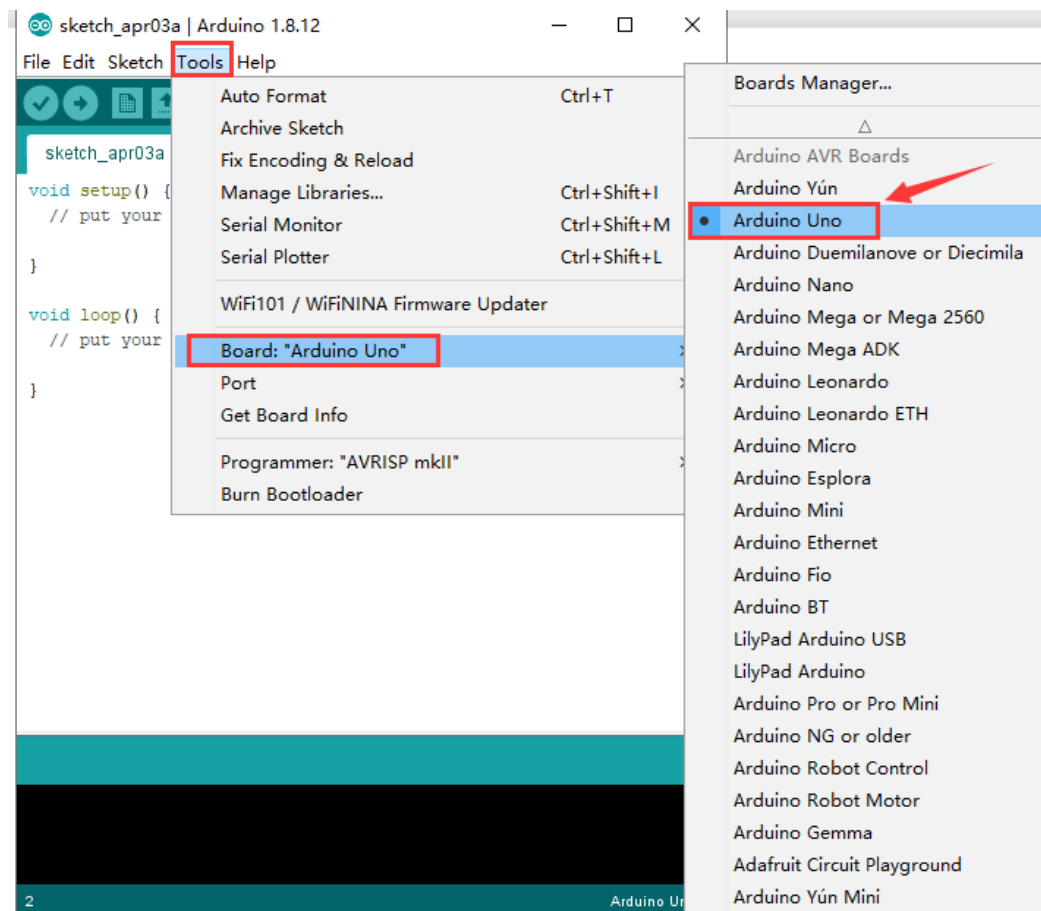 sketch_apr03a | Arduino 1.8.12
File Edit Sketch Tools Help
sketch_apr03a
void setup() {
// put your
}
void loop() {
// put your
}
Auto Format Ctrl+T
Archive Sketch
Fix Encoding & Reload
Manage Libraries... Ctrl+Shift+I
Serial Monitor Ctrl+Shift+M
Serial Plotter Ctrl+Shift+L
WiFi101 / WiFiNINA Firmware Updater
Board: "Arduino Uno"
Port
Get Board Info
Programmer: "AVRISP mkII"
Burn Bootloader
Boards Manager...
Arduino AVR Boards
Arduino Yún
Arduino Uno
Arduino Duemilanove or Diecimila
Arduino Nano
Arduino Mega or Mega 2560
Arduino Mega ADK
Arduino Leonardo
Arduino Leonardo ETH
Arduino Micro
Arduino Esplora
Arduino Mini
Arduino Ethernet
Arduino Fio
Arduino BT
LilyPad Arduino USB
LilyPad Arduino
Arduino Pro or Pro Mini
Arduino NG or older
Arduino Robot Control
Arduino Robot Motor
Arduino Gemma
Adafruit Circuit Playground
Arduino Yún Mini
2 Arduino